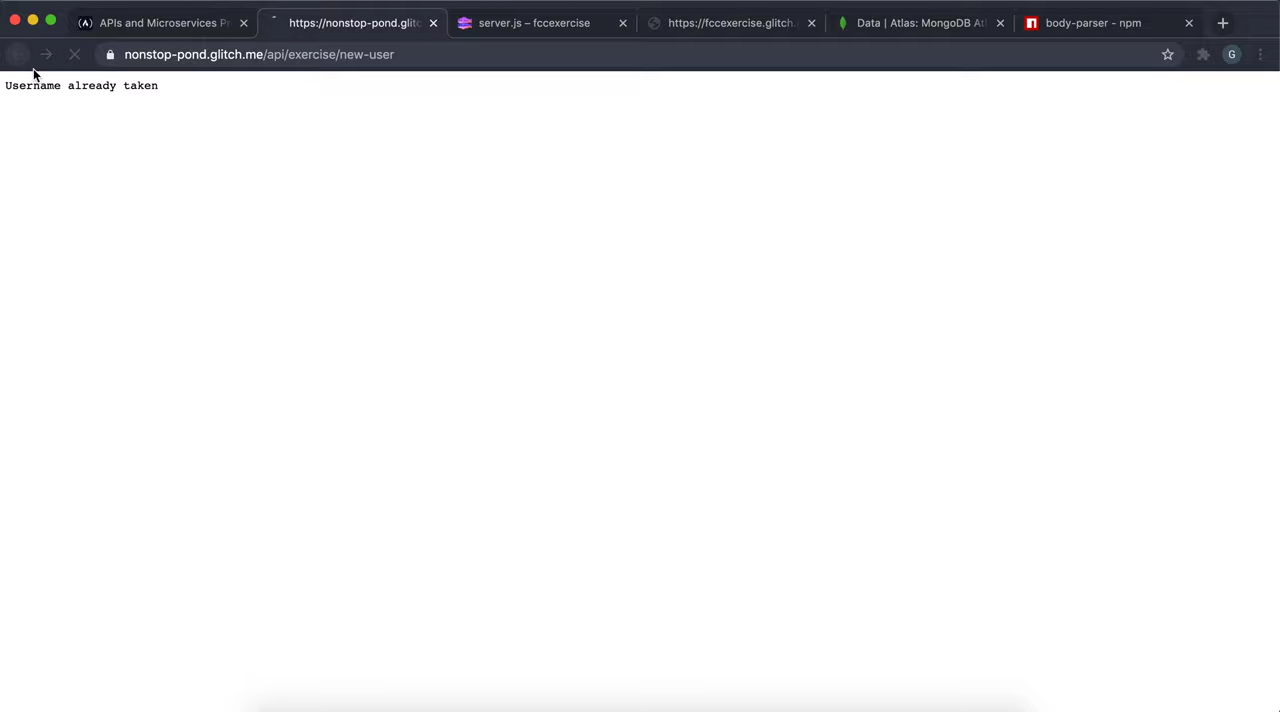 APIs and Microservices Pr
https://nonstop-pond.glitc
server.js – fccexercise
https://fccexercise.glitch.
Data | Atlas: MongoDB Atl
body-parser - npm
nonstop-pond.glitch.me/api/exercise/new-user
G
Username already taken